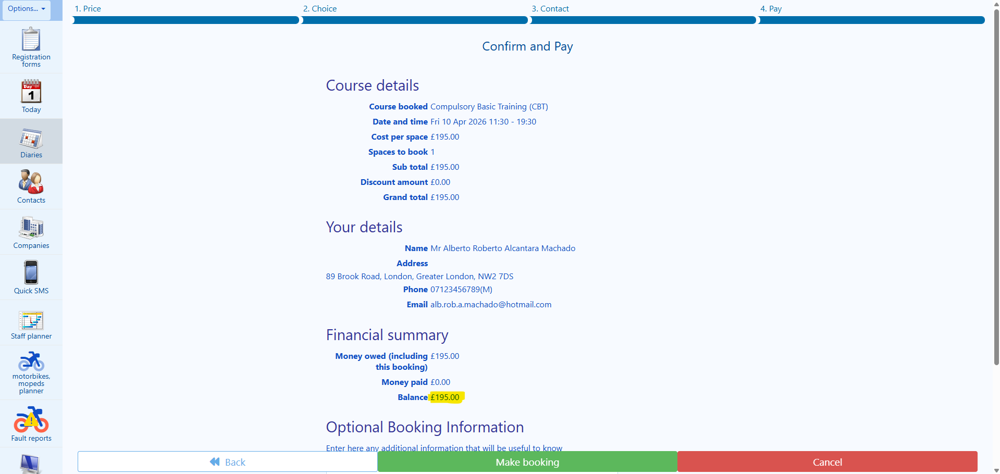 Options...
1. Price
2. Choice
3. Contact
4. Pay
Registration
forms
Day
1
Today
Diaries
Contacts
Companies
Quick SMS
Staff planner
motorbikes,
mopeds
planner
Fault reports
Confirm and Pay
Course details
Course booked Compulsory Basic Training (CBT)
Date and time Fri 10 Apr 2026 11:30 - 19:30
Cost per space £195.00
Spaces to book 1
Sub total £195.00
Discount amount £0.00
Grand total £195.00
Your details
Name Mr Alberto Roberto Alcantara Machado
Address
89 Brook Road, London, Greater London, NW2 7DS
Phone 07123456789(M)
Email alb.rob.a.machado@hotmail.com
Financial summary
Money owed (including £195.00
this booking)
Money paid £0.00
Balance £195.00
Optional Booking Information
Enter here any additional information that will be useful to know
Back
Make booking
Cancel